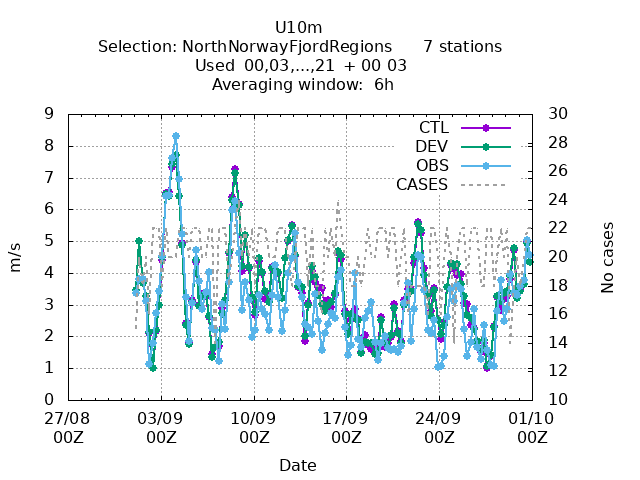 U10m
Selection: NorthNorwayFjordRegions 7 stations
Used 00,03,...,21 + 00 03
Averaging window: 6h
9 30
8 28
7 26
6 24
5 22
4 20
3 18
2 16
1 14
0 12
10
CTL
DEV
OBS
CASES
m/s
No cases
27/08 03/09 10/09 17/09 24/09 01/10
00Z 00Z 00Z 00Z 00Z 00Z
Date